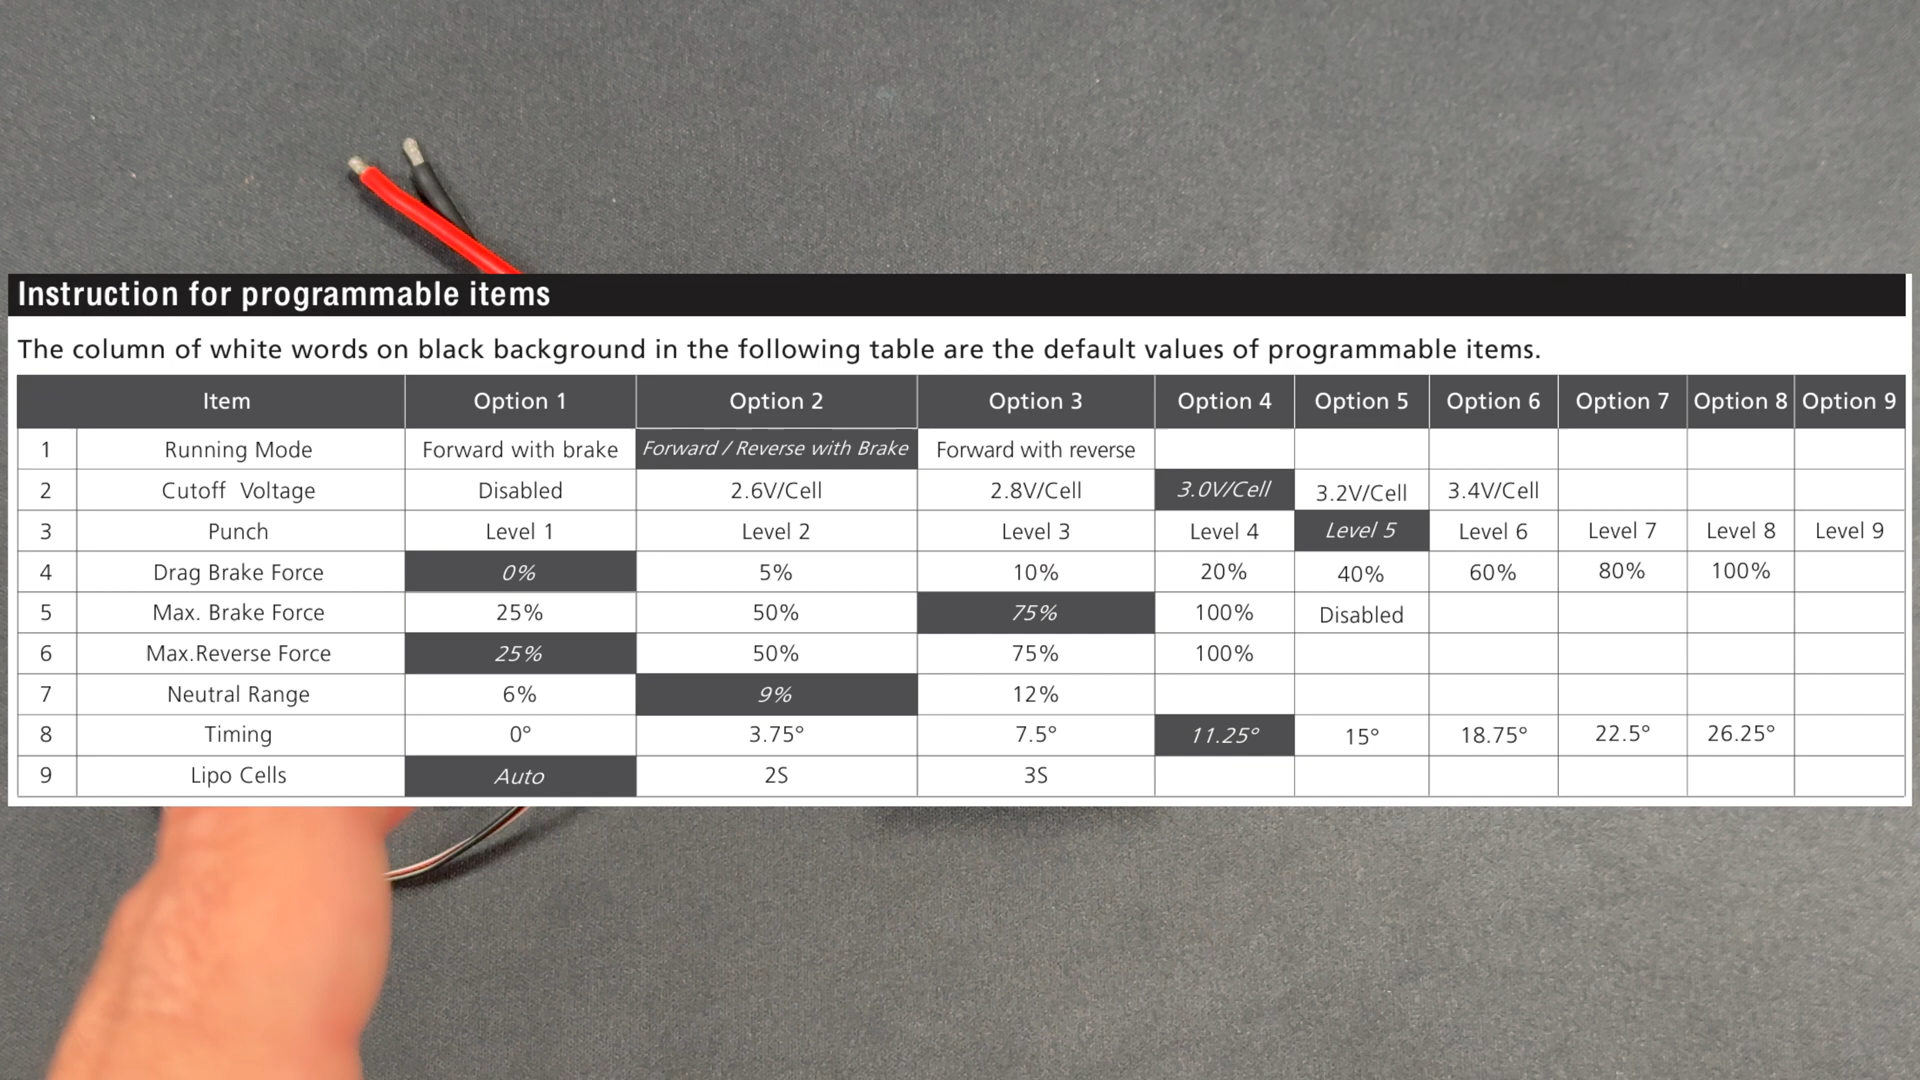 Instruction for programmable items
The column of white words on black background in the following table are the default values of programmable items.
Item Option 1 Option 2 Option 3 Option 4 Option 5 Option 6 Option 7 Option 8 Option 9
1 Running Mode Forward with brake Forward / Reverse with Brake Forward with reverse
2 Cutoff Voltage Disabled 2.6V/Cell 2.8V/Cell 3.0V/Cell 3.2V/Cell 3.4V/Cell
3 Punch Level 1 Level 2 Level 3 Level 4 Level 5 Level 6 Level 7 Level 8 Level 9
4 Drag Brake Force 0% 5% 10% 20% 40% 60% 80% 100%
5 Max. Brake Force 25% 50% 75% 100% Disabled
6 Max.Reverse Force 25% 50% 75% 100%
7 Neutral Range 6% 9% 12%
8 Timing 0° 3.75° 7.5° 11.25° 15° 18.75° 22.5° 26.25°
9 Lipo Cells Auto 2S 3S